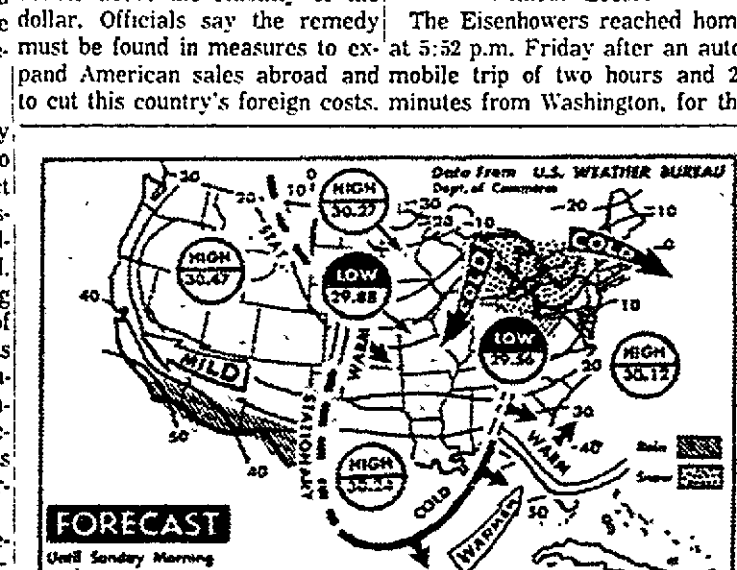 dollar. Officials say the remedy
must be found in measures to ex-
pand American sales abroad and
to cut this country's foreign costs.
The Eisenhowers reached hom
at 5:52 p.m. Friday after an auto
mobile trip of two hours and 2
minutes from Washington, for th
Data From U.S. WEATHER BUREAU
Dept. of Commerce
30
20
10
0
HIGH
30.27
-30
-20
-10
-20
-10
-0
STAT.
HIGH
30.47
LOW
29.88
COLD
COLD
40
WARM
LOW
29.56
10
HIGH
30.12
20
MILD
30
50
40
STATIONARY
HIGH
30.24
COLD
WARM
40
Rain
Snow
50
WARMER
FORECAST
Until Sunday Morning